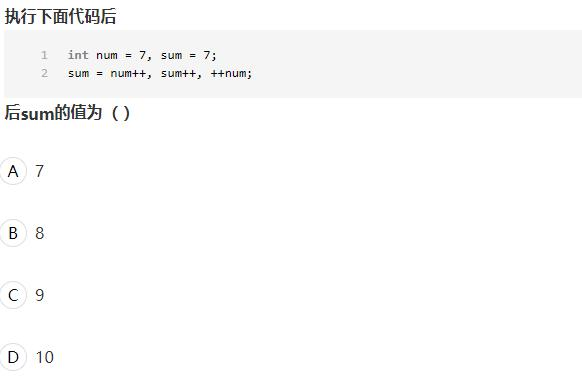 执行下面代码后
1 int num = 7, sum = 7;
2 sum = num++, sum++, ++num;
后sum的值为（ ）
A 7
B 8
C 9
D 10